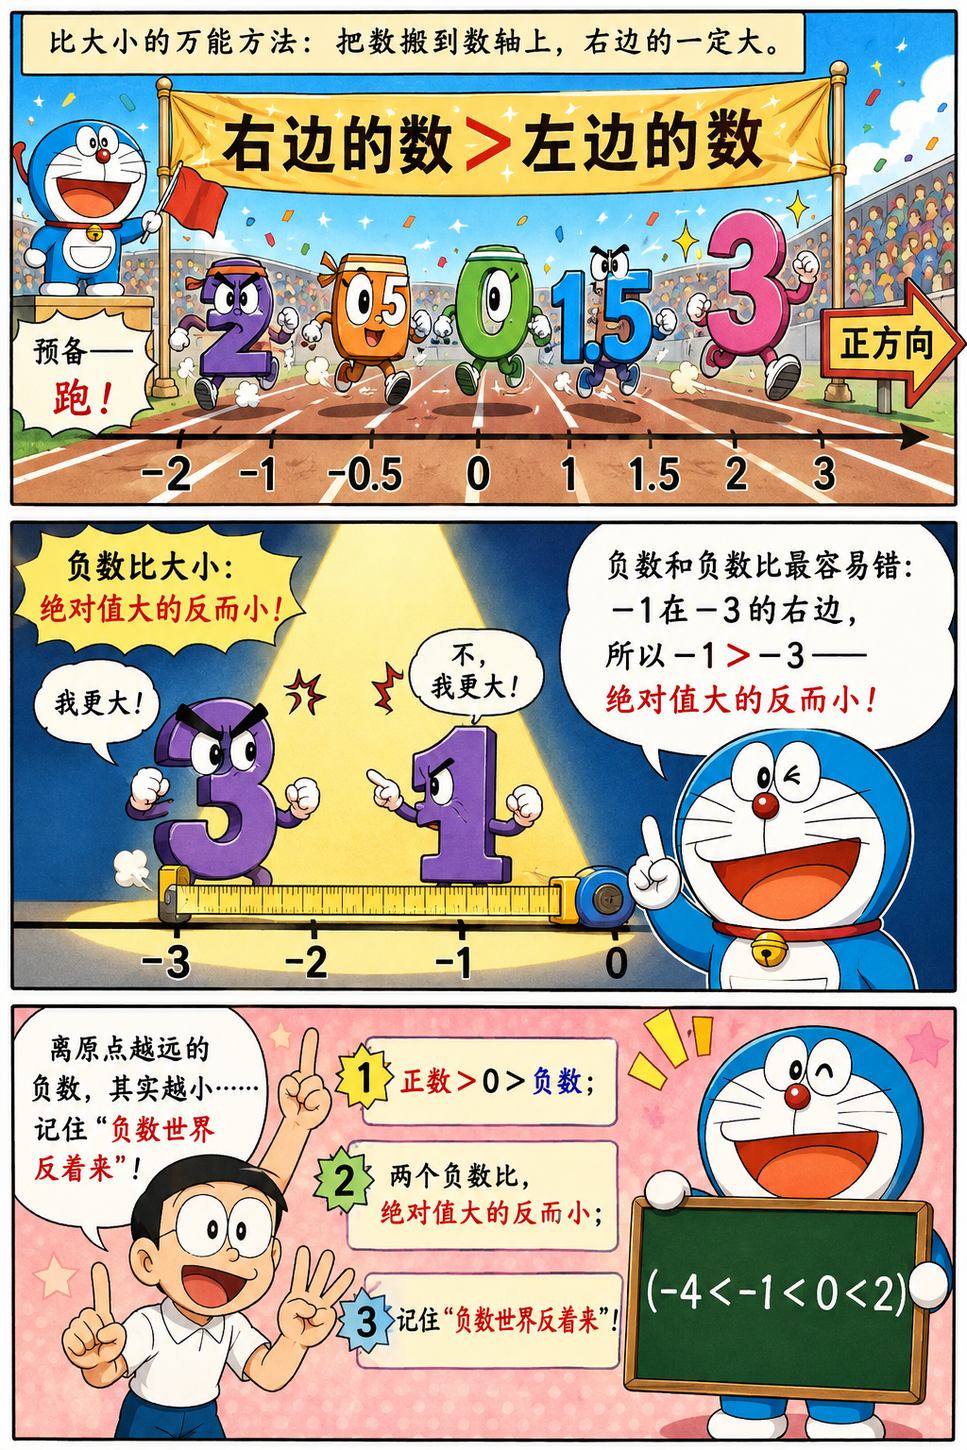 比大小的万能方法：把数搬到数轴上，右边的一定大。
右边的数>左边的数
2
0.5
0
1.5
3
正方向
预备——
跑！
-2 -1 -0.5 0 1 1.5 2 3
负数比大小：
绝对值大的反而小！
负数和负数比最容易错：
-1在-3的右边，
所以-1>-3——
绝对值大的反而小！
我更大！
不，
我更大！
3
1
-3 -2 -1 0
离原点越远的
负数，其实越小……
记住“负数世界
反着来”！
1 正数>0>负数；
2 两个负数比，
绝对值大的反而小；
3 记住“负数世界反着来”！
(-4<-1<0<2)